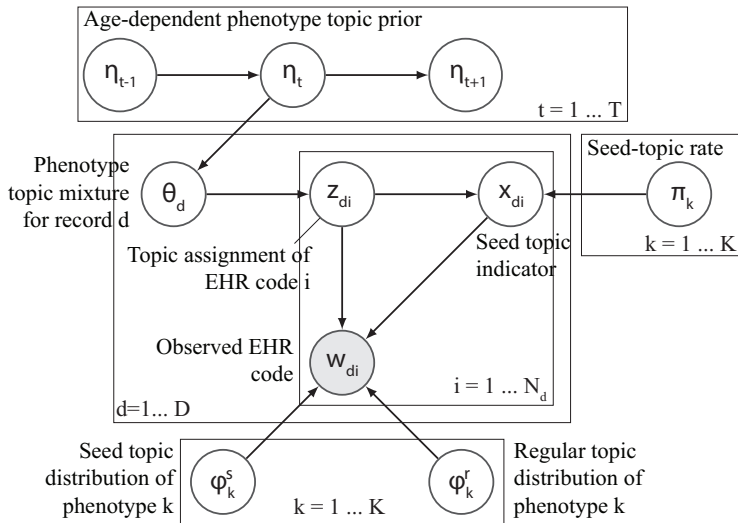 Age-dependent phenotype topic prior
η_{t-1}
η_t
η_{t+1}
t = 1 ... T
Phenotype
topic mixture
for record d
θ_d
z_{di}
x_{di}
Seed-topic rate
π_k
k = 1 ... K
Topic assignment of
EHR code i
Seed topic
indicator
Observed EHR
code
w_{di}
i = 1 ... N_d
d=1... D
Seed topic
distribution of
phenotype k
φ_k^s
k = 1 ... K
φ_k^r
Regular topic
distribution of
phenotype k